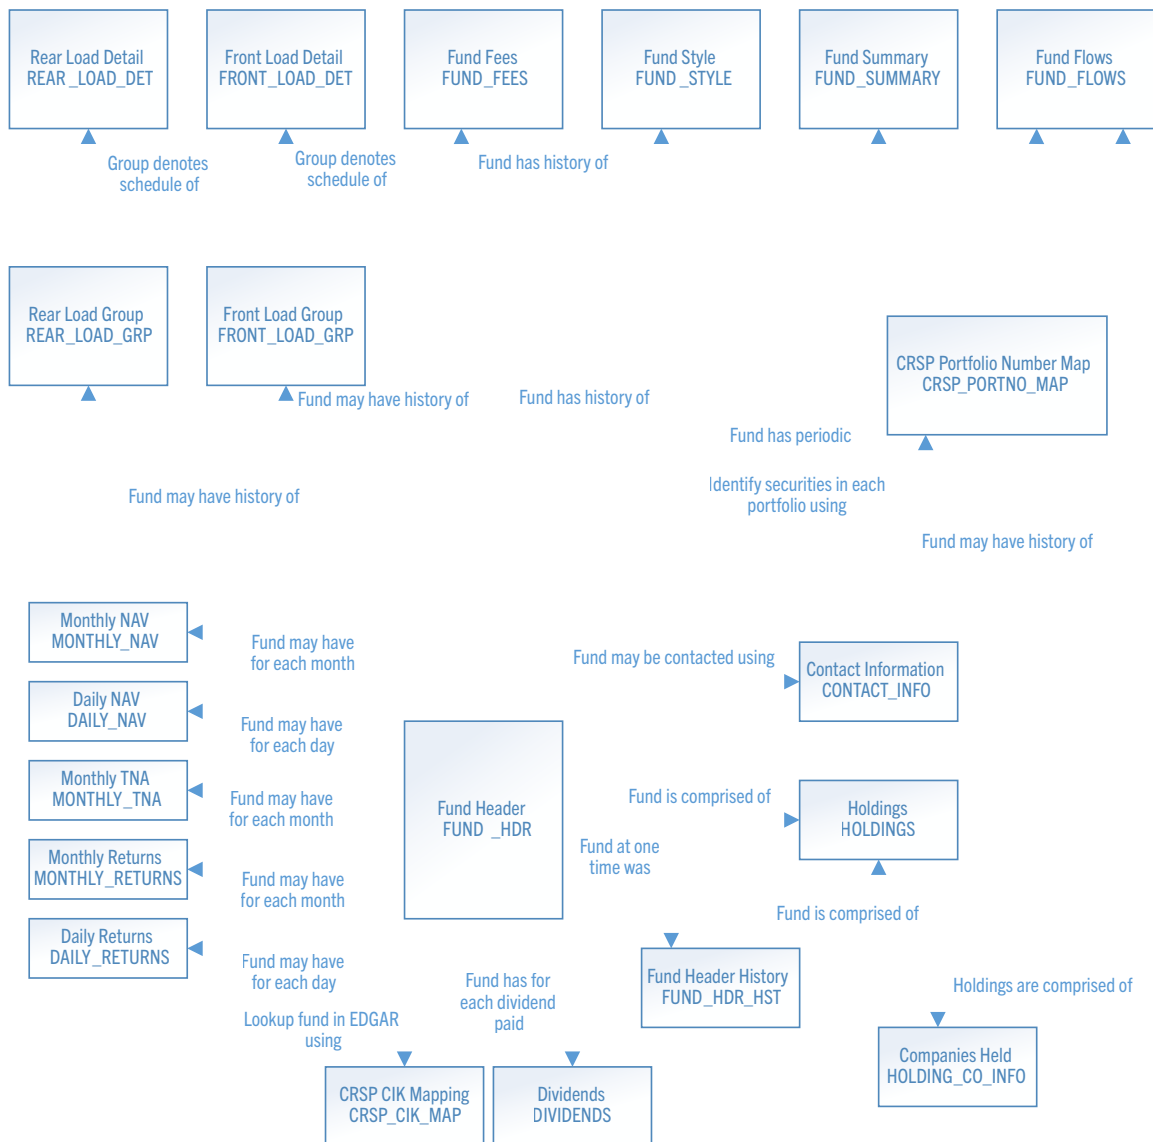 Rear Load Detail
REAR _LOAD_DET
Front Load Detail
FRONT_LOAD_DET
Fund Fees
FUND_FEES
Fund Style
FUND _STYLE
Fund Summary
FUND_SUMMARY
Fund Flows
FUND_FLOWS
Group denotes
schedule of
Group denotes
schedule of
Fund has history of
Rear Load Group
REAR_LOAD_GRP
Front Load Group
FRONT_LOAD_GRP
CRSP Portfolio Number Map
CRSP_PORTNO_MAP
Fund may have history of
Fund has history of
Fund has periodic
Identify securities in each
portfolio using
Fund may have history of
Fund may have history of
Monthly NAV
MONTHLY_NAV
Fund may have
for each month
Fund may be contacted using
Contact Information
CONTACT_INFO
Daily NAV
DAILY_NAV
Fund may have
for each day
Monthly TNA
MONTHLY_TNA
Fund may have
for each month
Fund Header
FUND _HDR
Fund is comprised of
Holdings
HOLDINGS
Fund at one
time was
Monthly Returns
MONTHLY_RETURNS
Fund may have
for each month
Fund is comprised of
Daily Returns
DAILY_RETURNS
Fund may have
for each day
Fund has for
each dividend
paid
Fund Header History
FUND_HDR_HST
Holdings are comprised of
Lookup fund in EDGAR
using
Companies Held
HOLDING_CO_INFO
CRSP CIK Mapping
CRSP_CIK_MAP
Dividends
DIVIDENDS